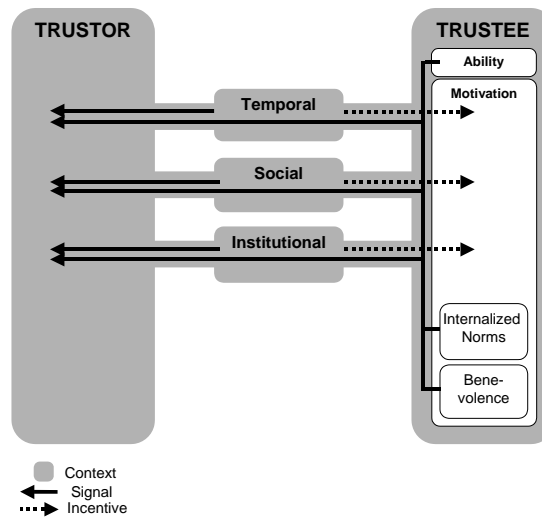 TRUSTOR
TRUSTEE
Ability
Motivation
Temporal
Social
Institutional
Internalized
Norms
Bene-
volence
Context
Signal
Incentive